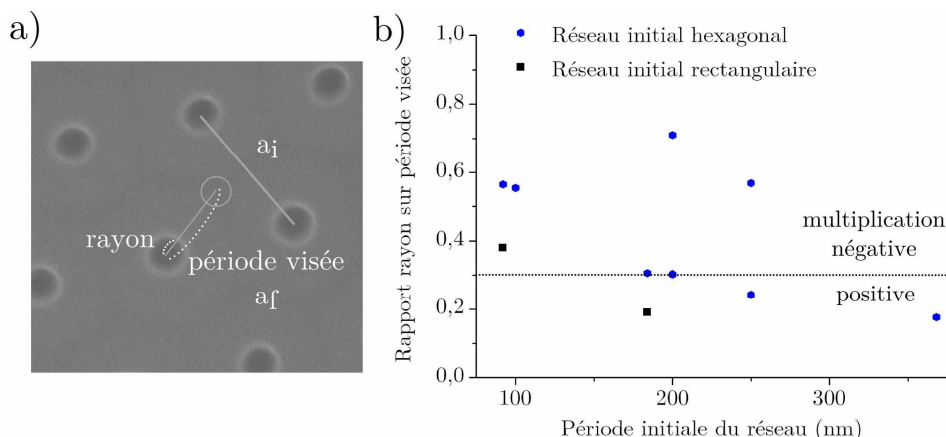 a)
a_i
rayon
période visée
a_f
b)
Rapport rayon sur période visée
1,0
0,8
0,6
0,4
0,2
0,0
Réseau initial hexagonal
Réseau initial rectangulaire
multiplication
négative
positive
100
200
300
Période initiale du réseau (nm)